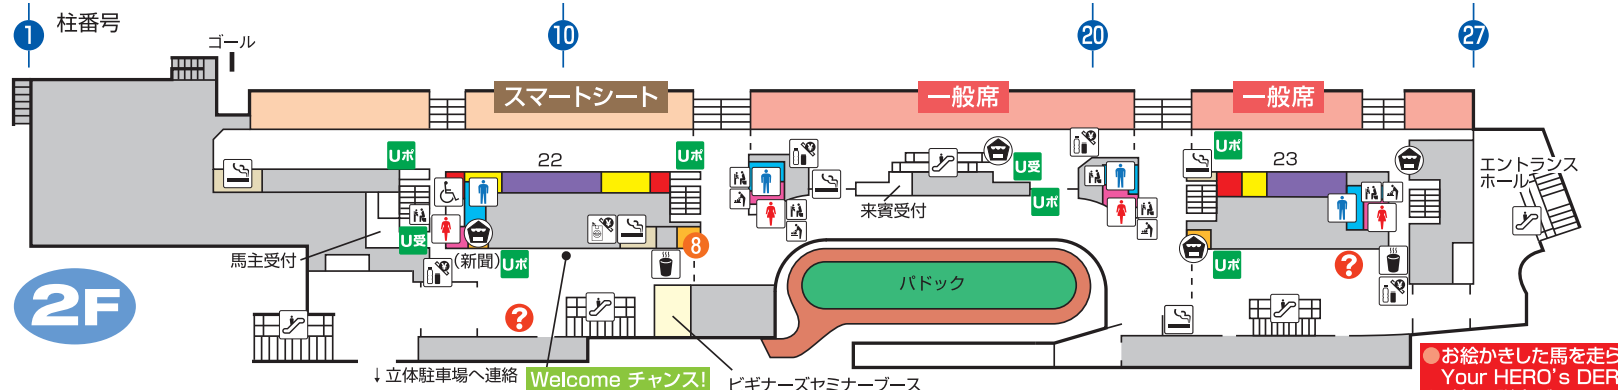 1
柱番号
10
20
27
ゴール
スマートシート
一般席
一般席
Uポ
22
Uポ
U受
Uポ
Uポ
23
エントランス
ホール
来賓受付
U受
馬主受付
(新聞)
Uポ
8
Uポ
?
パドック
2F
?
↓立体駐車場へ連絡
Welcome チャンス!
ビギナーズセミナーブース
●お絵かきした馬を走ら
Your HERO's DEP